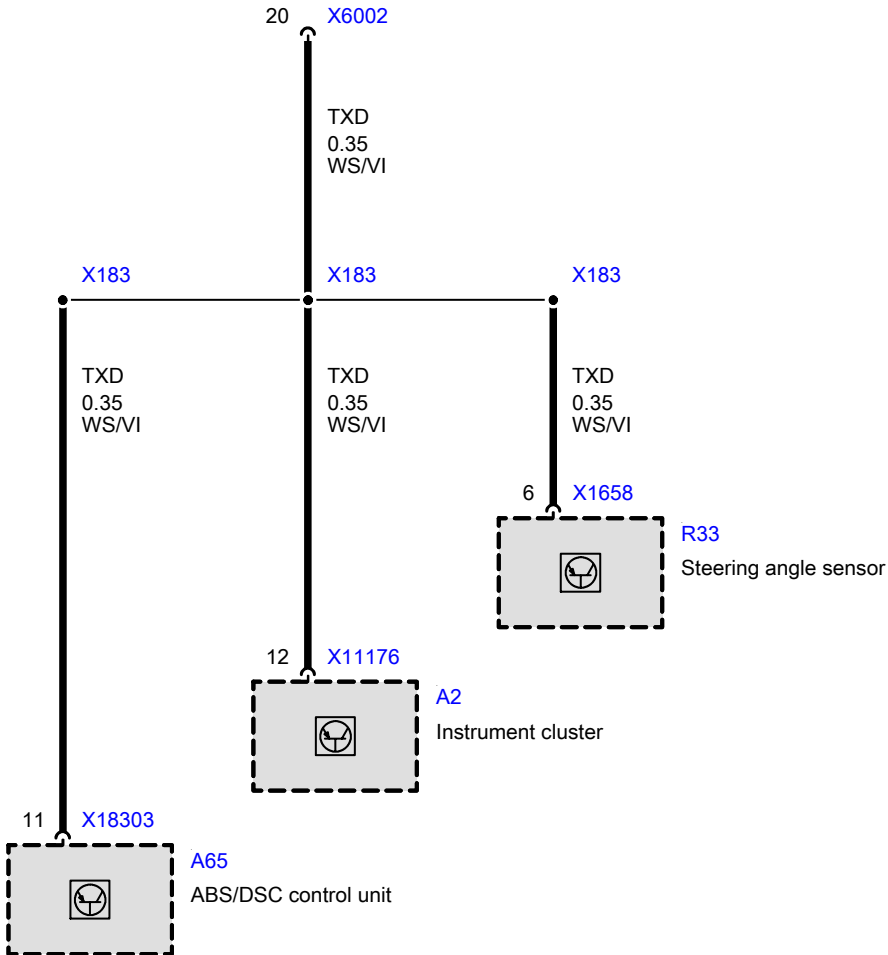 20 X6002
TXD
0.35
WS/VI
X183 X183 X183
TXD TXD TXD
0.35 0.35 0.35
WS/VI WS/VI WS/VI
6 X1658
R33
Steering angle sensor
12 X11176
A2
Instrument cluster
11 X18303
A65
ABS/DSC control unit